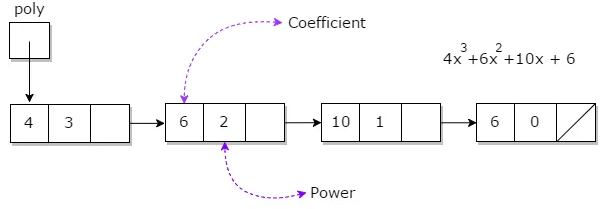 poly
Coefficient
4x³+6x²+10x + 6
4 3 6 2 10 1 6 0
Power